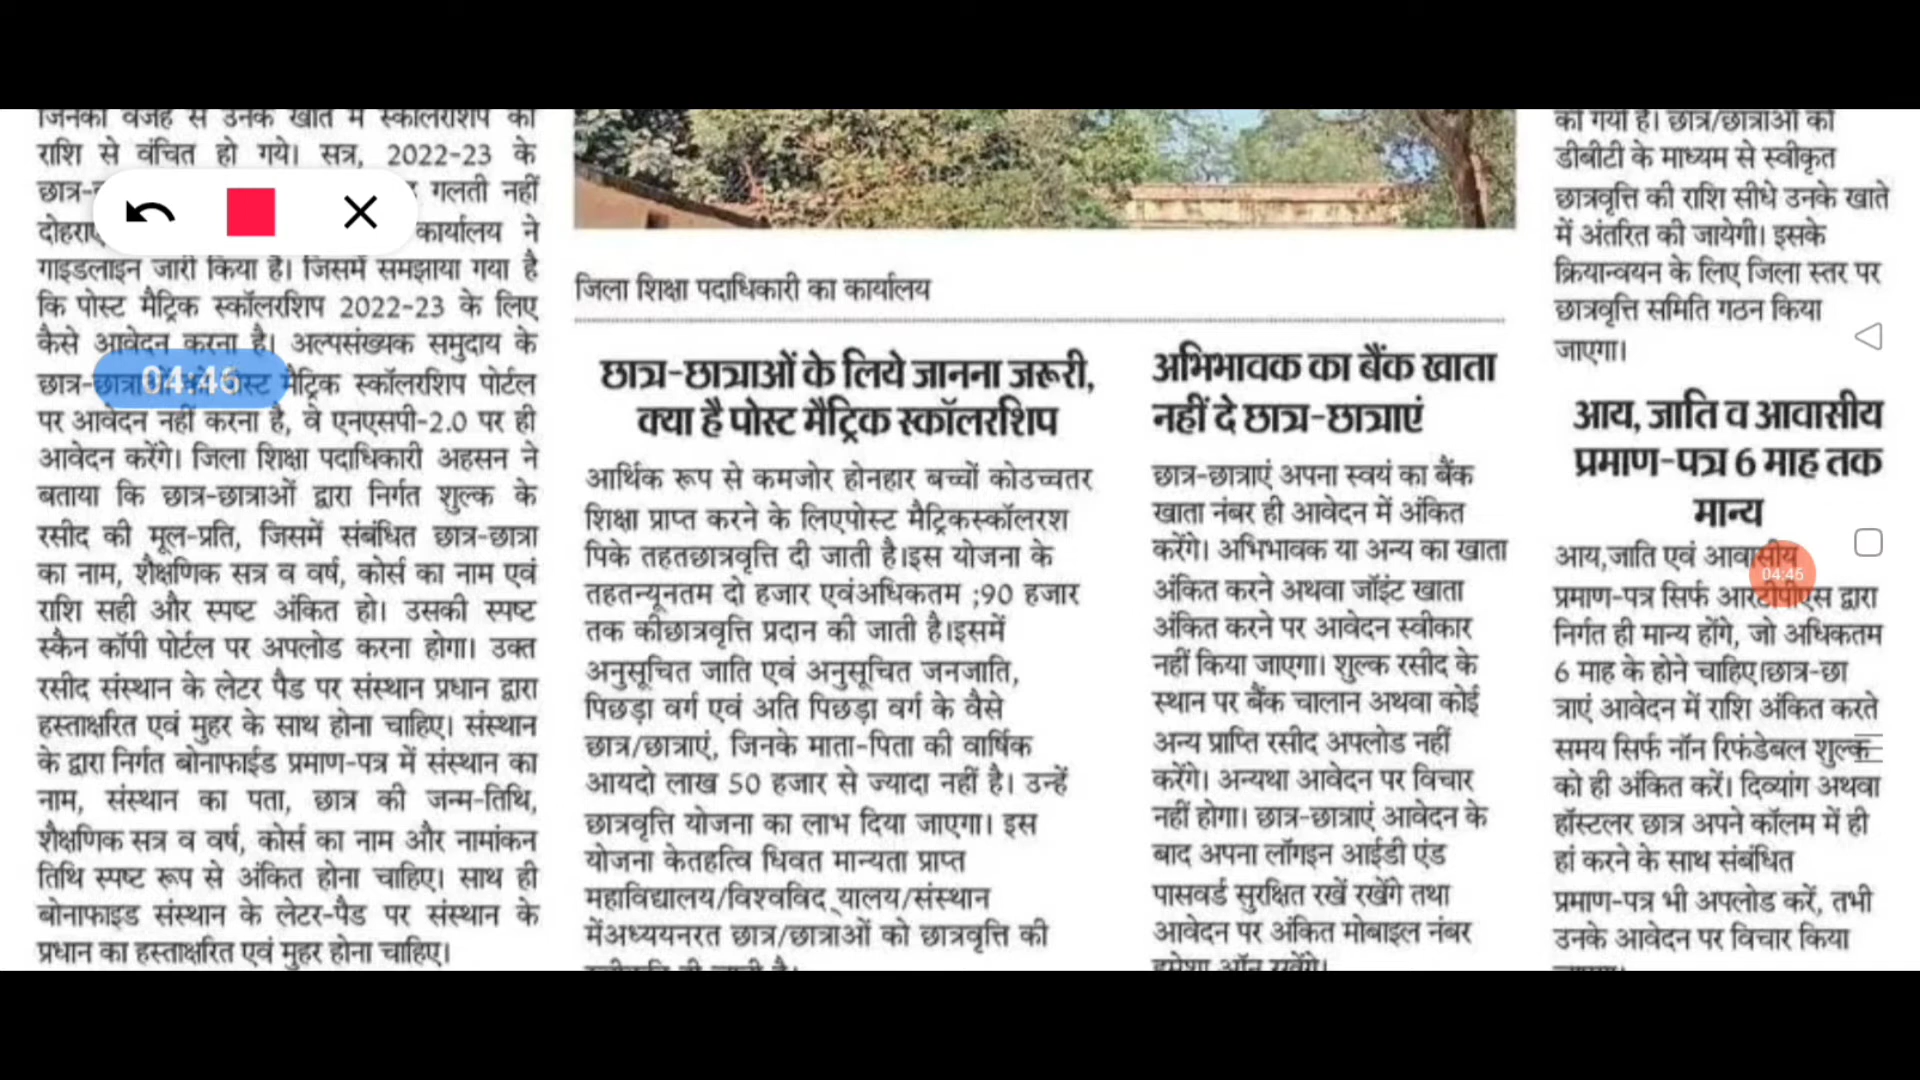 जिनकी वजह से उनके खाते में स्कॉलरशिप की
राशि से वंचित हो गये। सत्र, 2022-23 के
छात्र- गलती नहीं
कार्यालय ने
गाइडलाइन जारी किया है। जिसमें समझाया गया है
कि पोस्ट मैट्रिक स्कॉलरशिप 2022-23 के लिए
कैसे आवेदन करना है। अल्पसंख्यक समुदाय के
छात्र- मैट्रिक स्कॉलरशिप पोर्टल
04:46
पर आवेदन नहीं करना है, वे एनएसपी-2.0 पर ही
आवेदन करेंगे। जिला शिक्षा पदाधिकारी अहसन ने
बताया कि छात्र-छात्राओं द्वारा निर्गत शुल्क के
रसीद की मूल-प्रति, जिसमें संबंधित छात्र-छात्रा
का नाम, शैक्षणिक सत्र व वर्ष, कोर्स का नाम एवं
राशि सही और स्पष्ट अंकित हो। उसकी स्पष्ट
स्कैन कॉपी पोर्टल पर अपलोड करना होगा। उक्त
रसीद संस्थान के लेटर पैड पर संस्थान प्रधान द्वारा
हस्ताक्षरित एवं मुहर के साथ होना चाहिए। संस्थान
के द्वारा निर्गत बोनाफाईड प्रमाण-पत्र में संस्थान का
नाम, संस्थान का पता, छात्र की जन्म-तिथि,
शैक्षणिक सत्र व वर्ष, कोर्स का नाम और नामांकन
तिथि स्पष्ट रूप से अंकित होना चाहिए। साथ ही
बोनाफाइड संस्थान के लेटर-पैड पर संस्थान के
प्रधान का हस्ताक्षरित एवं मुहर होना चाहिए।
जिला शिक्षा पदाधिकारी का कार्यालय
छात्र-छात्राओं के लिये जानना जरूरी,
क्या है पोस्ट मैट्रिक स्कॉलरशिप
आर्थिक रूप से कमजोर होनहार बच्चों कोउच्चतर
शिक्षा प्राप्त करने के लिएपोस्ट मैट्रिकस्कॉलरश
पिके तहतछात्रवृत्ति दी जाती है।इस योजना के
तहतन्यूनतम दो हजार एवंअधिकतम ;90 हजार
तक कीछात्रवृत्ति प्रदान की जाती है।इसमें
अनुसूचित जाति एवं अनुसूचित जनजाति,
पिछड़ा वर्ग एवं अति पिछड़ा वर्ग के वैसे
छात्र/छात्राएं, जिनके माता-पिता की वार्षिक
आयदो लाख 50 हजार से ज्यादा नहीं है। उन्हें
छात्रवृत्ति योजना का लाभ दिया जाएगा। इस
योजना केतहत्वि धिवत मान्यता प्राप्त
महाविद्यालय/विश्वविद्यालय/संस्थान
मेंअध्ययनरत छात्र/छात्राओं को छात्रवृत्ति की
अभिभावक का बैंक खाता
नहीं दे छात्र-छात्राएं
छात्र-छात्राएं अपना स्वयं का बैंक
खाता नंबर ही आवेदन में अंकित
करेंगे। अभिभावक या अन्य का खाता
अंकित करने अथवा जॉइंट खाता
अंकित करने पर आवेदन स्वीकार
नहीं किया जाएगा। शुल्क रसीद के
स्थान पर बैंक चालान अथवा कोई
अन्य प्राप्ति रसीद अपलोड नहीं
करेंगे। अन्यथा आवेदन पर विचार
नहीं होगा। छात्र-छात्राएं आवेदन के
बाद अपना लॉगइन आईडी एंड
पासवर्ड सुरक्षित रखें रखेंगे तथा
आवेदन पर अंकित मोबाइल नंबर
हमेशा ऑन रखेंगे।
की गयी है। छात्र/छात्राओं को
डीबीटी के माध्यम से स्वीकृत
छात्रवृत्ति की राशि सीधे उनके खाते
में अंतरित की जायेगी। इसके
क्रियान्वयन के लिए जिला स्तर पर
छात्रवृत्ति समिति गठन किया
जाएगा।
आय, जाति व आवासीय
प्रमाण-पत्र 6 माह तक
मान्य
आय,जाति एवं आवासीय
04:46
प्रमाण-पत्र सिर्फ आरटीपीएस द्वारा
निर्गत ही मान्य होंगे, जो अधिकतम
6 माह के होने चाहिए।छात्र-छा
त्राएं आवेदन में राशि अंकित करते
समय सिर्फ नॉन रिफंडेबल शुल्क
को ही अंकित करें। दिव्यांग अथवा
हॉस्टलर छात्र अपने कॉलम में ही
हां करने के साथ संबंधित
प्रमाण-पत्र भी अपलोड करें, तभी
उनके आवेदन पर विचार किया